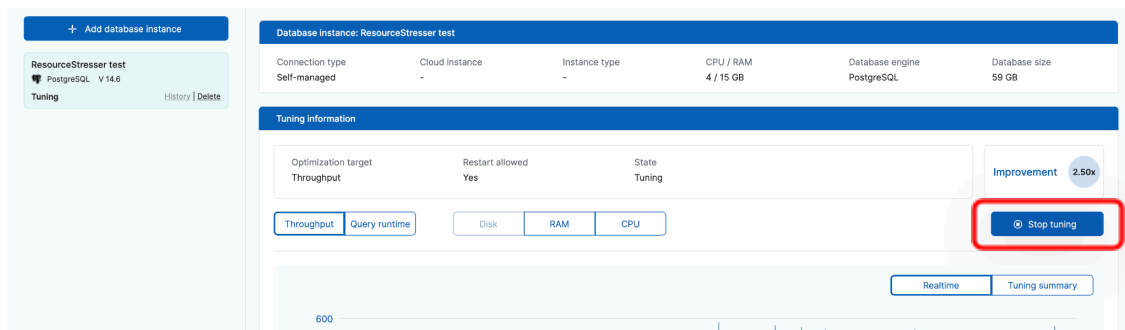 + Add database instance
ResourceStresser test
PostgreSQL V 14.6
Tuning History | Delete
Database instance: ResourceStresser test
Connection type Cloud instance Instance type CPU / RAM Database engine Database size
Self-managed - - 4 / 15 GB PostgreSQL 59 GB
Tuning information
Optimization target Restart allowed State
Throughput Yes Tuning
Improvement 2.50x
Throughput Query runtime Disk RAM CPU Stop tuning
Realtime Tuning summary
600